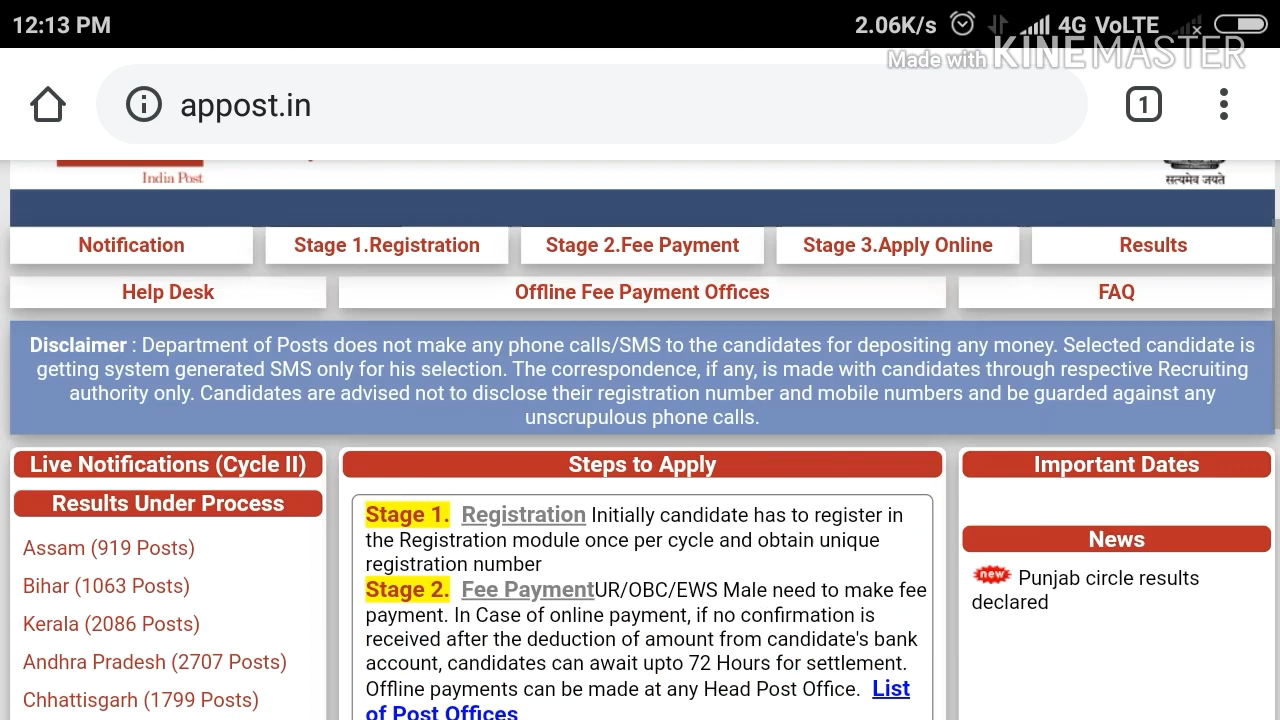 12:13 PM
2.06K/s 4G VoLTE
Made with KINEMASTER
appost.in
1
India Post
सत्यमेव जयते
Notification
Stage 1.Registration
Stage 2.Fee Payment
Stage 3.Apply Online
Results
Help Desk
Offline Fee Payment Offices
FAQ
Disclaimer : Department of Posts does not make any phone calls/SMS to the candidates for depositing any money. Selected candidate is
getting system generated SMS only for his selection. The correspondence, if any, is made with candidates through respective Recruiting
authority only. Candidates are advised not to disclose their registration number and mobile numbers and be guarded against any
unscrupulous phone calls.
Live Notifications (Cycle II)
Results Under Process
Assam (919 Posts)
Bihar (1063 Posts)
Kerala (2086 Posts)
Andhra Pradesh (2707 Posts)
Chhattisgarh (1799 Posts)
Steps to Apply
Stage 1. Registration Initially candidate has to register in
the Registration module once per cycle and obtain unique
registration number
Stage 2. Fee PaymentUR/OBC/EWS Male need to make fee
payment. In Case of online payment, if no confirmation is
received after the deduction of amount from candidate's bank
account, candidates can await upto 72 Hours for settlement.
Offline payments can be made at any Head Post Office. List
of Post Offices
Important Dates
News
new Punjab circle results
declared